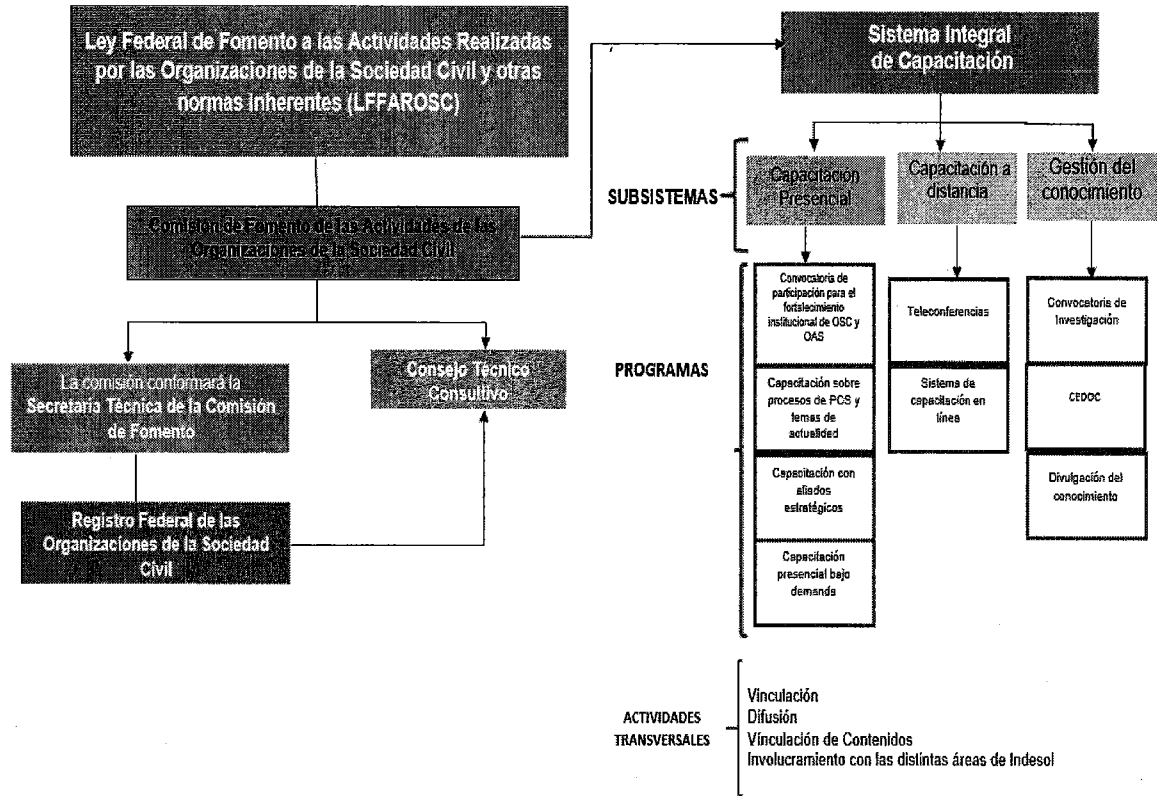 Ley Federal de Fomento a las Actividades Realizadas
por las Organizaciones de la Sociedad Civil y otras
normas inherentes (LFFAROSC)
Comisión de Fomento de las Actividades de las
Organizaciones de la Sociedad Civil
La comisión conformará la
Secretaría Técnica de la Comisión
de Fomento
Consejo Técnico
Consultivo
Registro Federal de las
Organizaciones de la Sociedad
Civil
Sistema Integral
de Capacitación
SUBSISTEMAS
Capacitación
Presencial
Capacitación a
distancia
Gestión del
conocimiento
PROGRAMAS
Convocatoria de
participación para el
fortalecimiento
institucional de OSC y
OAS
Capacitación sobre
procesos de PCS y
temas de
actualidad
Capacitación con
aliados
estratégicos
Capacitación
presencial bajo
demanda
Teleconferencias
Sistema de
capacitación en
línea
Convocatoria de
Investigación
CEDOC
Divulgación del
conocimiento
ACTIVIDADES
TRANSVERSALES
Vinculación
Difusión
Vinculación de Contenidos
Involucramiento con las distintas áreas de Indesol